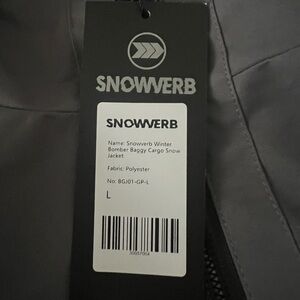 SNOWVERB
SNOWVERB
Name: Snowverb Winter
Bomber Baggy Cargo Snow
Jacket
Fabric: Polyester
No: BGJ01-GP-L
L